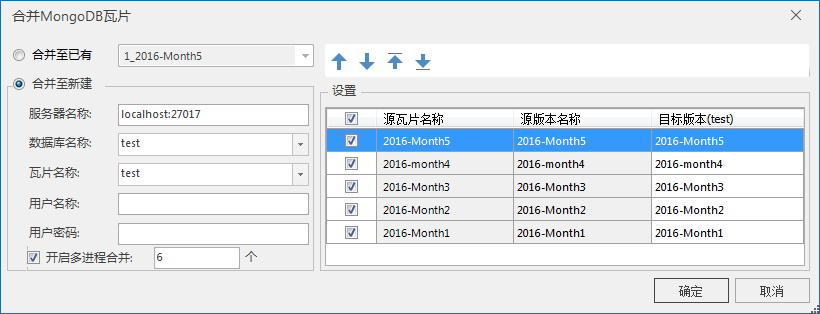 合并MongoDB瓦片
合并至已有 1_2016-Month5
合并至新建
服务器名称: localhost:27017
数据库名称: test
瓦片名称: test
用户名称:
用户密码:
开启多进程合并: 6 个
设置
源瓦片名称 源版本名称 目标版本(test)
2016-Month5 2016-Month5 2016-Month5
2016-month4 2016-month4 2016-month4
2016-Month3 2016-Month3 2016-Month3
2016-Month2 2016-Month2 2016-Month2
2016-Month1 2016-Month1 2016-Month1
确定 取消